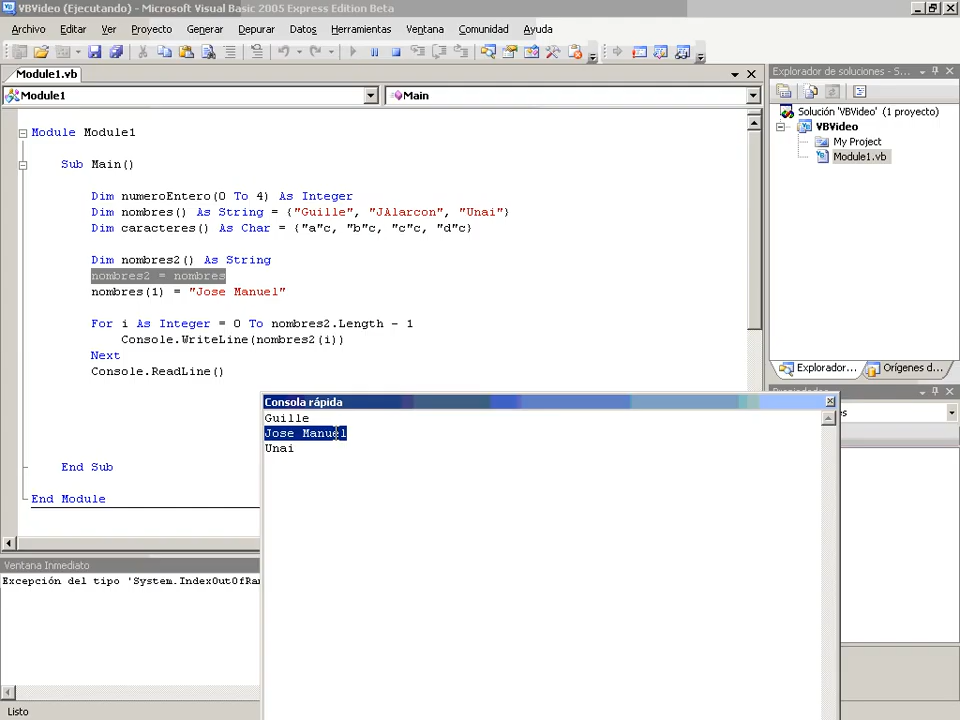 VBVideo (Ejecutando) - Microsoft Visual Basic 2005 Express Edition Beta
Archivo Editar Ver Proyecto Generar Depurar Datos Herramientas Ventana Comunidad Ayuda
Module1.vb
Module1 Main
Module Module1
Sub Main()
Dim numeroEntero(0 To 4) As Integer
Dim nombres() As String = {"Guille", "JAlarcon", "Unai"}
Dim caracteres() As Char = {"a"c, "b"c, "c"c, "d"c}
Dim nombres2() As String
nombres2 = nombres
nombres(1) = "Jose Manuel"
For i As Integer = 0 To nombres2.Length - 1
Console.WriteLine(nombres2(i))
Next
Console.ReadLine()
End Sub
End Module
Explorador de soluciones - S...
Solución 'VBVideo' (1 proyecto)
VBVideo
My Project
Module1.vb
Explorador... Orígenes d...
Consola rápida
Guille
Jose Manuel
Unai
Ventana Inmediato
Excepción del tipo 'System.IndexOutOfRa
Listo